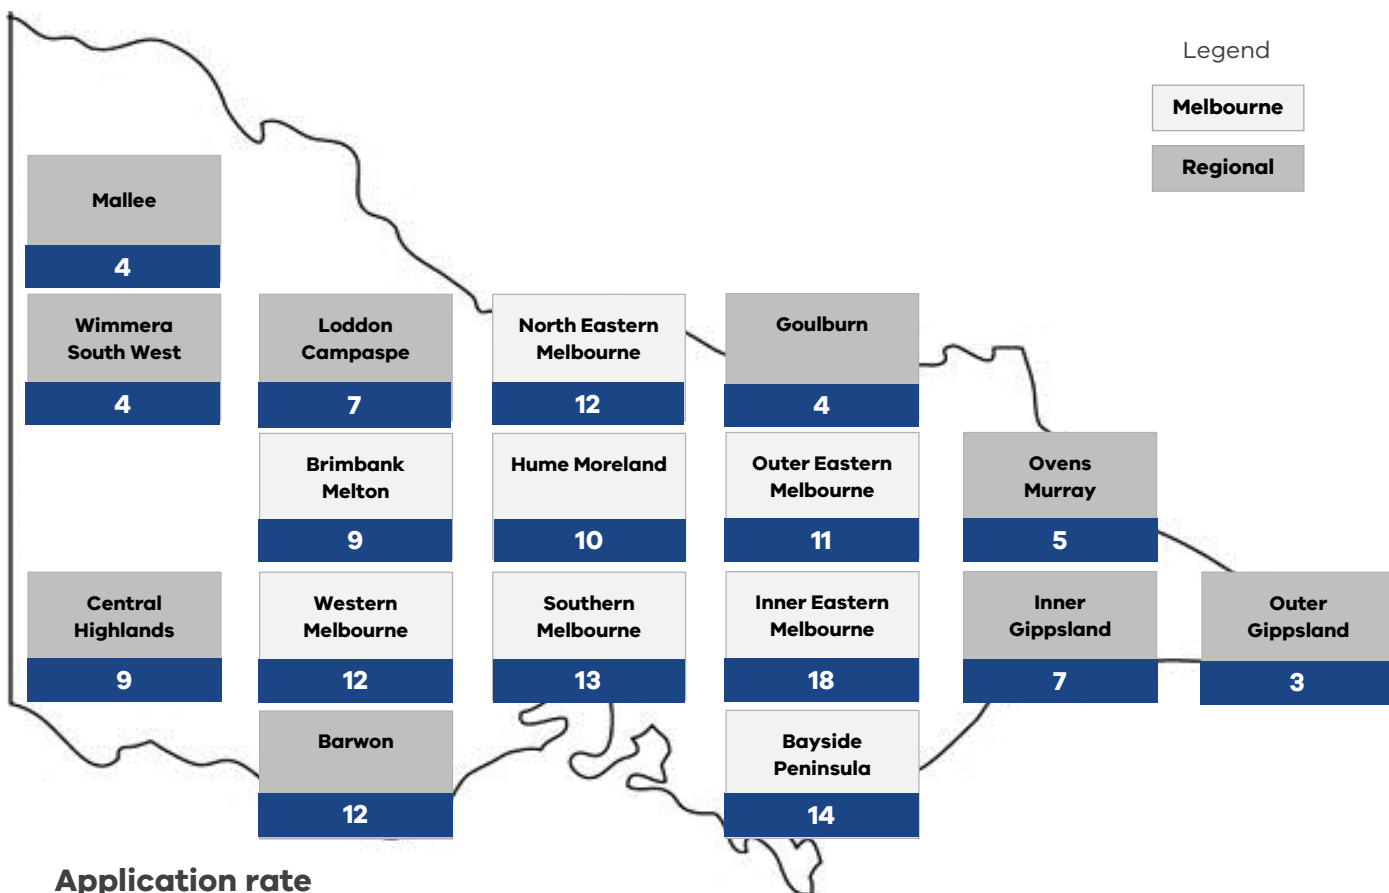 Legend
Melbourne
Regional
Mallee
4
Wimmera
South West
4
Loddon
Campaspe
7
North Eastern
Melbourne
12
Goulburn
4
Brimbank
Melton
9
Hume Moreland
10
Outer Eastern
Melbourne
11
Ovens
Murray
5
Central
Highlands
9
Western
Melbourne
12
Southern
Melbourne
13
Inner Eastern
Melbourne
18
Inner
Gippsland
7
Outer
Gippsland
3
Barwon
12
Bayside
Peninsula
14
Application rate